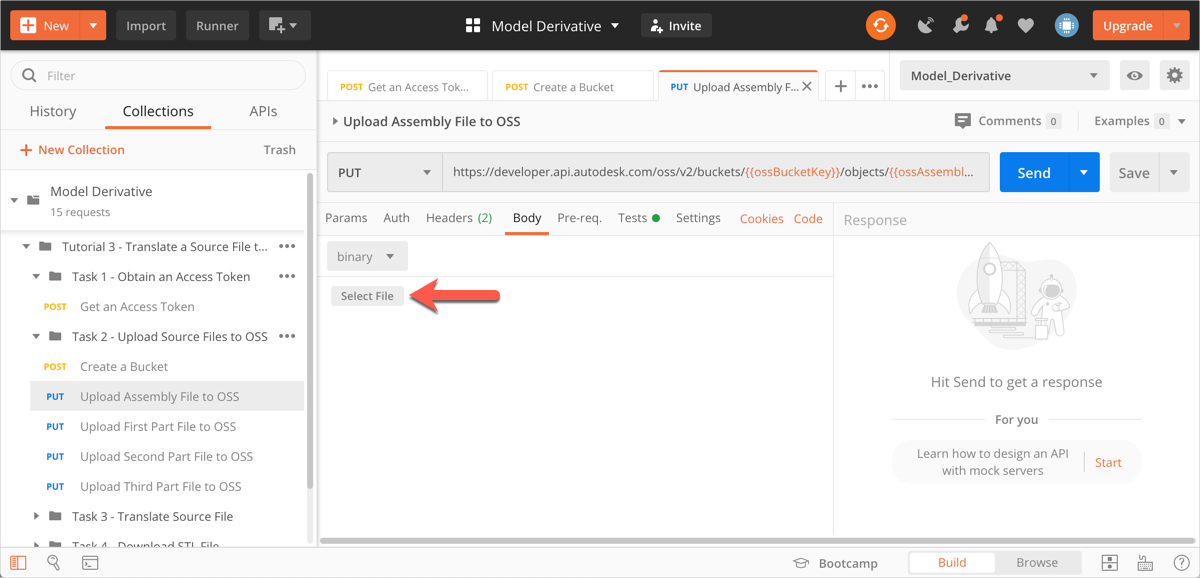 New
Import
Runner
Model Derivative
Invite
Upgrade
Filter
History
Collections
APIs
New Collection
Trash
Model Derivative
15 requests
Tutorial 3 - Translate a Source File t...
Task 1 - Obtain an Access Token
POST Get an Access Token
Task 2 - Upload Source Files to OSS
POST Create a Bucket
PUT Upload Assembly File to OSS
PUT Upload First Part File to OSS
PUT Upload Second Part File to OSS
PUT Upload Third Part File to OSS
Task 3 - Translate Source File
Task 4 - Download STL File
POST Get an Access Tok...
POST Create a Bucket
PUT Upload Assembly F...
Model_Derivative
Upload Assembly File to OSS
Comments 0
Examples 0
PUT
https://developer.api.autodesk.com/oss/v2/buckets/{{ossBucketKey}}/objects/{{ossAssembl...
Send
Save
Params
Auth
Headers (2)
Body
Pre-req.
Tests
Settings
Cookies
Code
binary
Select File
Response
Hit Send to get a response
For you
Learn how to design an API
with mock servers
Start
Bootcamp
Build
Browse